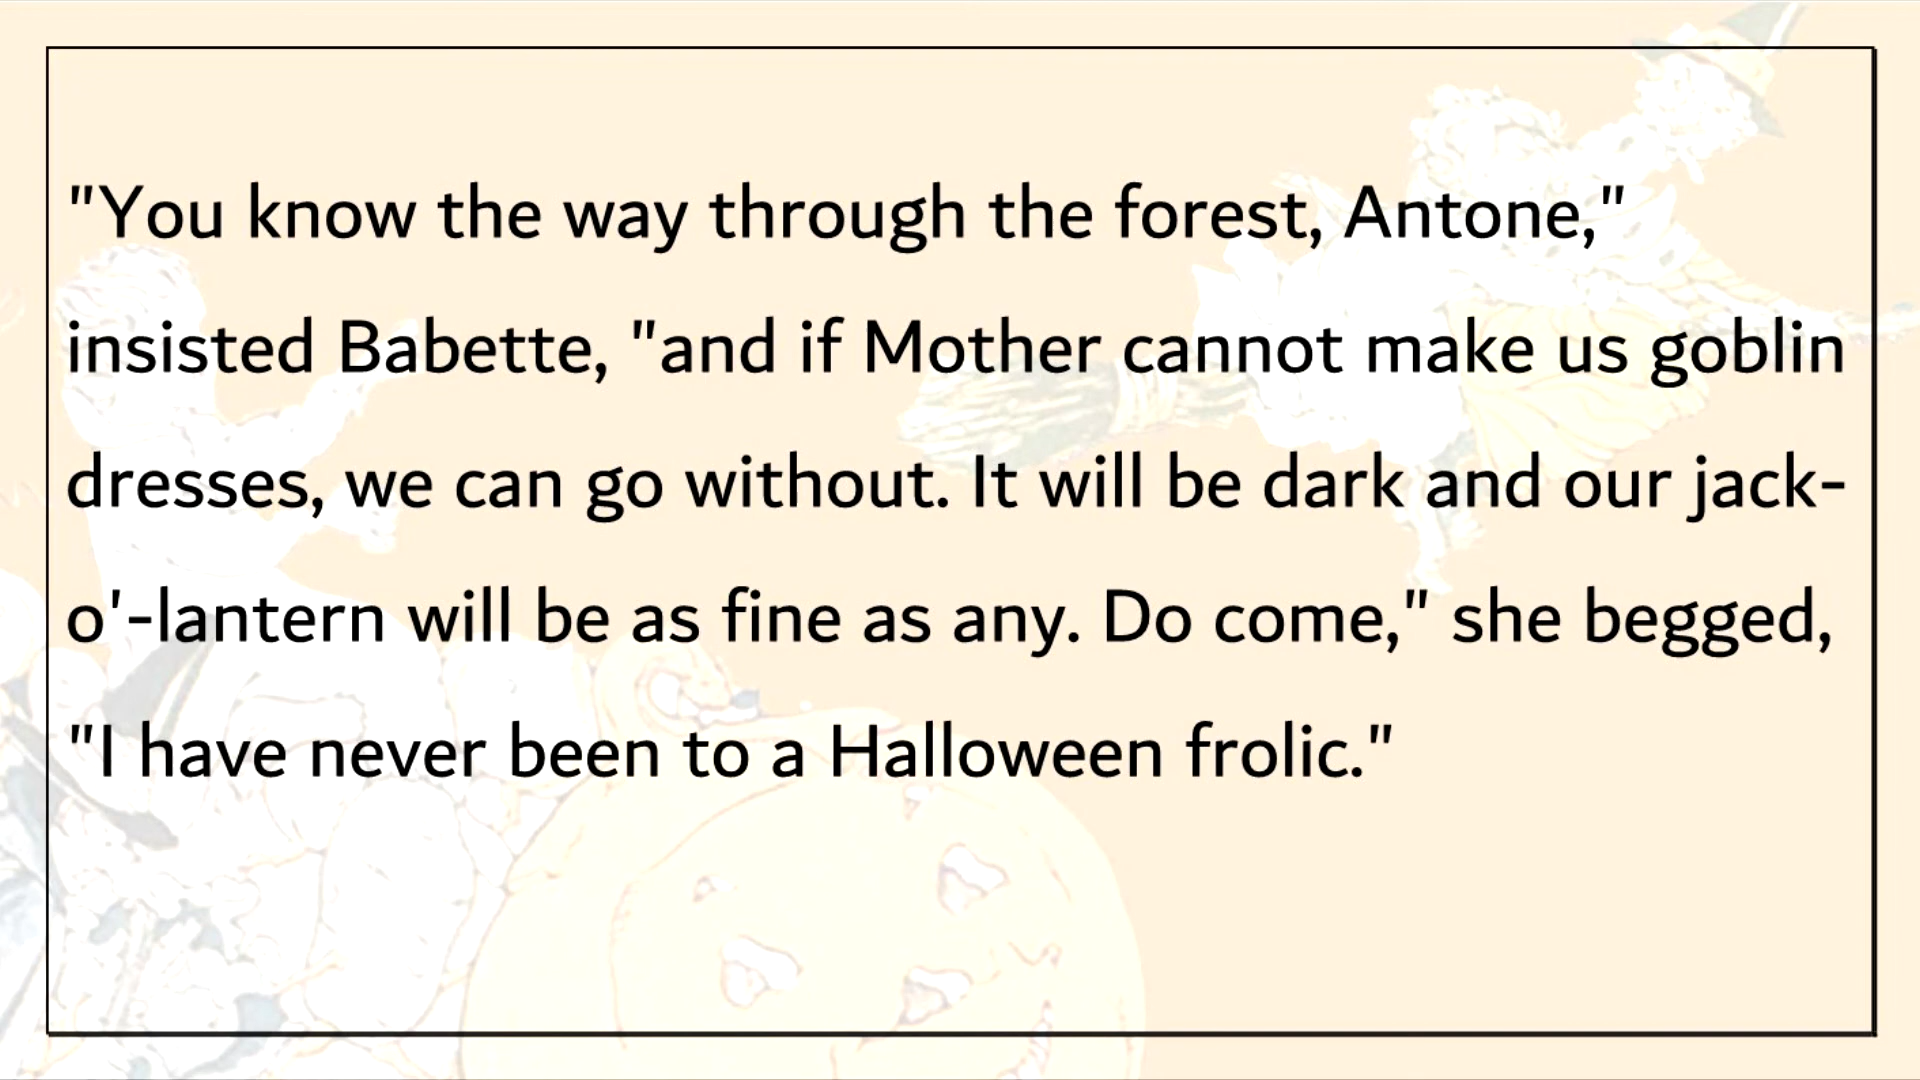 "You know the way through the forest, Antone,"
insisted Babette, "and if Mother cannot make us goblin
dresses, we can go without. It will be dark and our jack-
o'-lantern will be as fine as any. Do come," she begged,
"I have never been to a Halloween frolic."